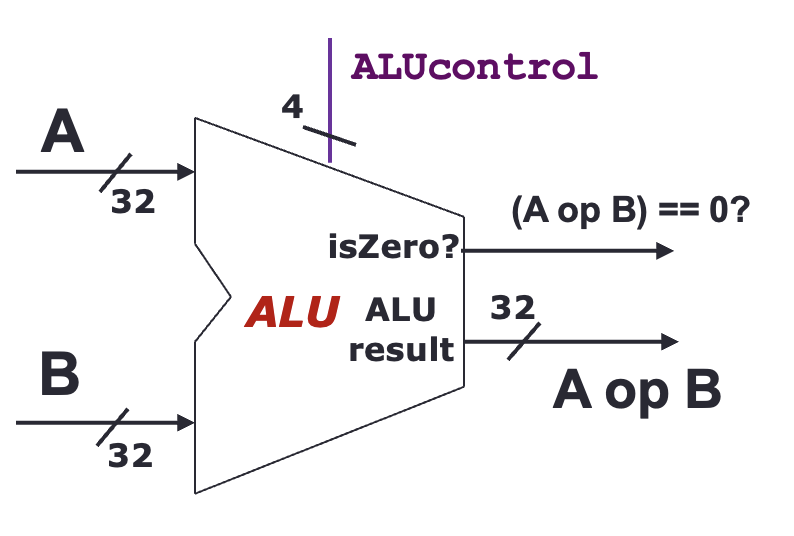 ALUcontrol
4
A
32
(A op B) == 0?
isZero?
ALU
ALU
result
32
A op B
B
32